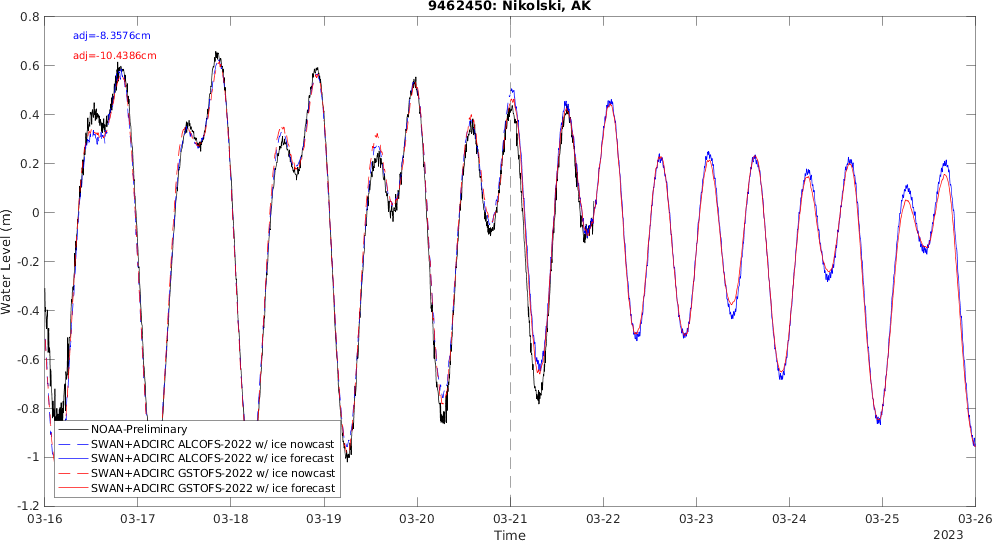 9462450: Nikolski, AK
adj=-8.3576cm
adj=-10.4386cm
0.8
0.6
0.4
0.2
0
-0.2
-0.4
-0.6
-0.8
-1
-1.2
Water Level (m)
NOAA-Preliminary
SWAN+ADCIRC ALCOFS-2022 w/ ice nowcast
SWAN+ADCIRC ALCOFS-2022 w/ ice forecast
SWAN+ADCIRC GSTOFS-2022 w/ ice nowcast
SWAN+ADCIRC GSTOFS-2022 w/ ice forecast
03-16 03-17 03-18 03-19 03-20 03-21 03-22 03-23 03-24 03-25 03-26
Time
2023